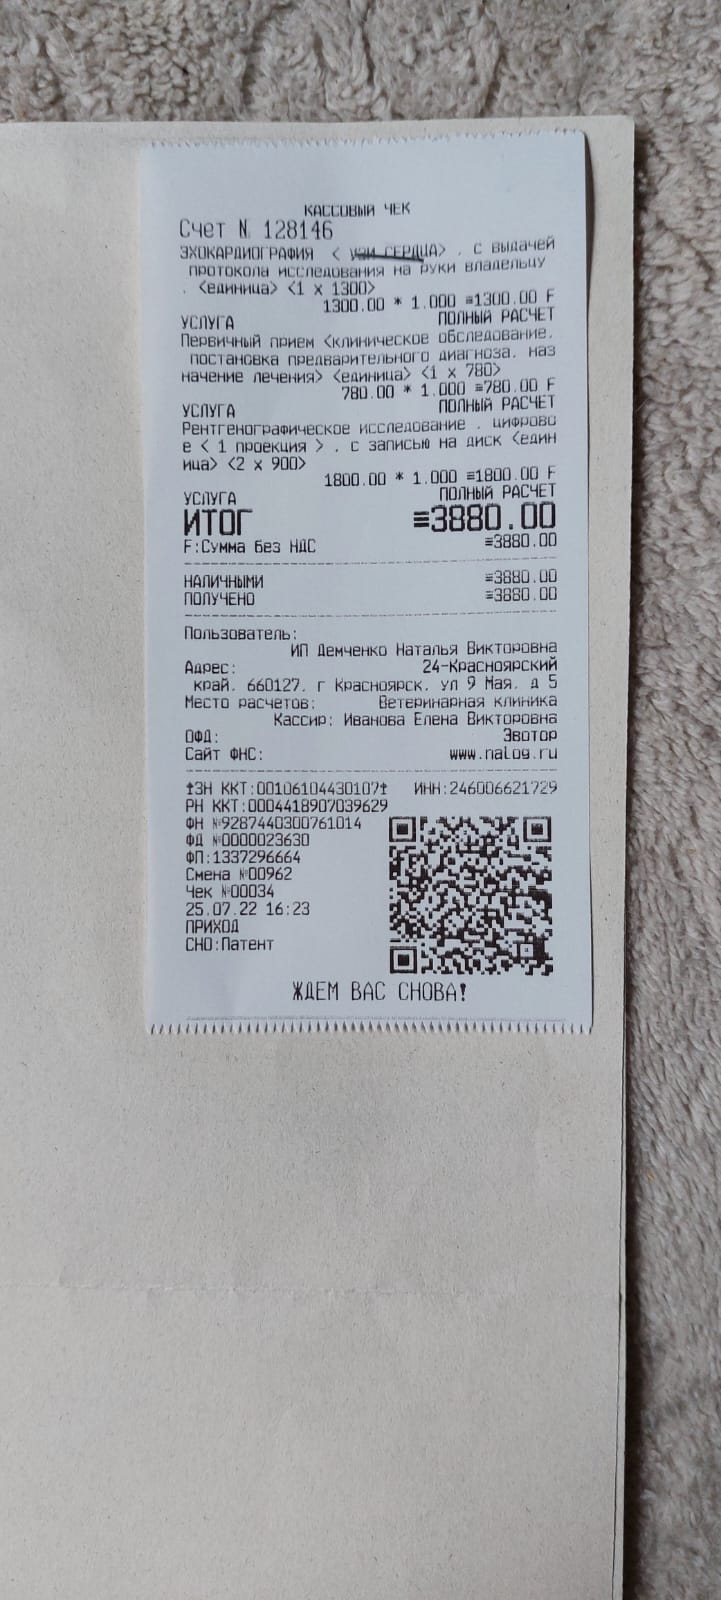 КАССОВЫЙ ЧЕК
Счет № 128146
ЭХОКАРДИОГРАФИЯ < УЗИ СЕРДЦА> . с выдачей
протокола исследования на руки владельцу
. <единица> <1 x 1300>
1300.00 * 1.000 ≡1300.00 F
УСЛУГА ПОЛНЫЙ РАСЧЕТ
Первичный прием <клиническое обследование.
постановка предварительного диагноза. наз
начение лечения> <единица> <1 x 780>
780.00 * 1.000 ≡780.00 F
УСЛУГА ПОЛНЫЙ РАСЧЕТ
Рентгенографическое исследование . цифрово
е < 1 проекция > . с записью на диск <един
ица> <2 x 900>
1800.00 * 1.000 ≡1800.00 F
УСЛУГА ПОЛНЫЙ РАСЧЕТ
ИТОГ ≡3880.00
F:Сумма без НДС ≡3880.00
НАЛИЧНЫМИ ≡3880.00
ПОЛУЧЕНО ≡3880.00
Пользователь:
ИП Демченко Наталья Викторовна
Адрес: 24-Красноярский
край. 660127. г Красноярск. ул 9 Мая. д 5
Место расчетов: Ветеринарная клиника
Кассир: Иванова Елена Викторовна
ОФД: Эвотор
Сайт ФНС: www.nalog.ru
‡ЗН ККТ:00106104430107‡ ИНН:246006621729
РН ККТ:0004418907039629
ФН №9287440300761014
ФД №0000023630
ФП:1337296664
Смена №00962
Чек №00034
25.07.22 16:23
ПРИХОД
СНО:Патент
ЖДЕМ ВАС СНОВА!